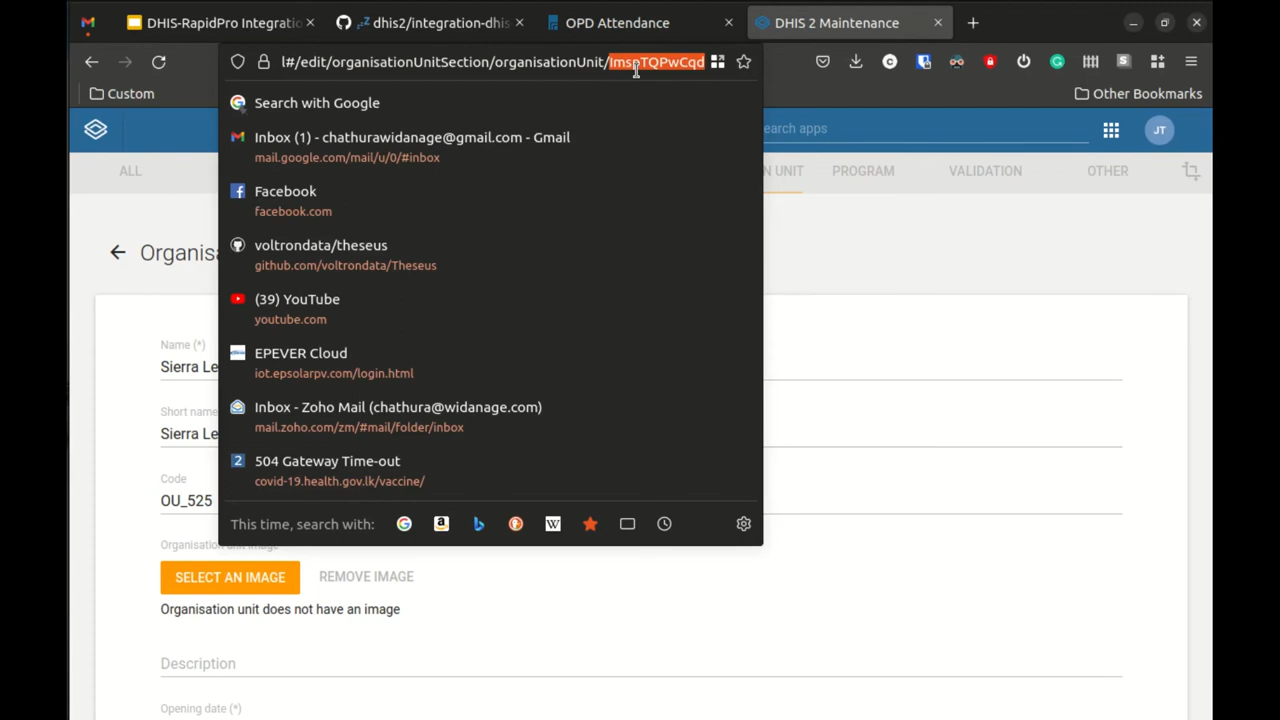 DHIS-RapidPro Integratio
dhis2/integration-dhis
OPD Attendance
DHIS 2 Maintenance
l#/edit/organisationUnitSection/organisationUnit/ImspTQPwCqd
Custom
Other Bookmarks
Search with Google
Inbox (1) - chathurawidanage@gmail.com - Gmail
mail.google.com/mail/u/0/#inbox
Facebook
facebook.com
voltrondata/theseus
github.com/voltrondata/Theseus
(39) YouTube
youtube.com
EPEVER Cloud
iot.epsolarpv.com/login.html
Inbox - Zoho Mail (chathura@widanage.com)
mail.zoho.com/zm/#mail/folder/inbox
504 Gateway Time-out
covid-19.health.gov.lk/vaccine/
This time, search with:
earch apps
JT
ALL
N UNIT
PROGRAM
VALIDATION
OTHER
Organisa
Name (*)
Sierra Le
Short name
Sierra Le
Code
OU_525
Organisation unit image
SELECT AN IMAGE
REMOVE IMAGE
Organisation unit does not have an image
Description
Opening date (*)